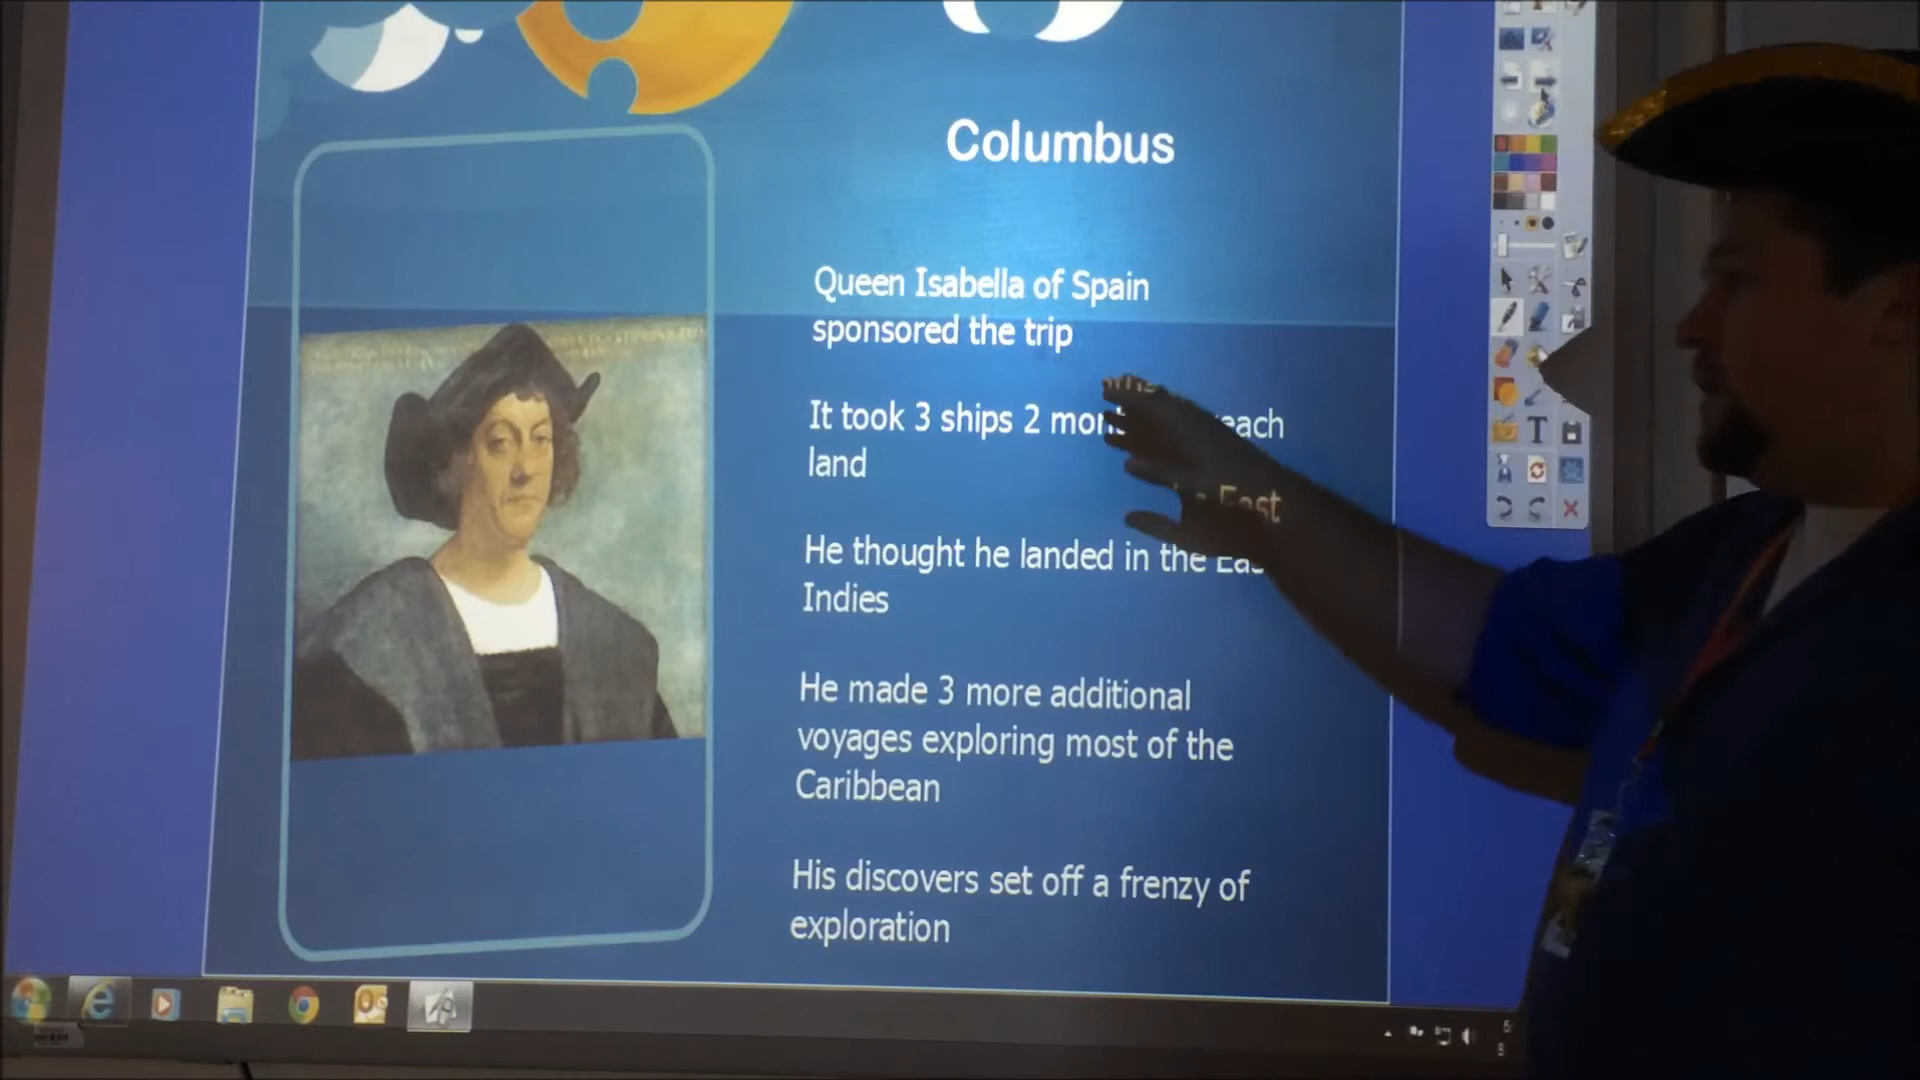 Columbus
Queen Isabella of Spain
sponsored the trip
It took 3 ships 2 each
land
He thought he landed in the
Indies
He made 3 more additional
voyages exploring most of the
Caribbean
His discovers set off a frenzy of
exploration
East
T